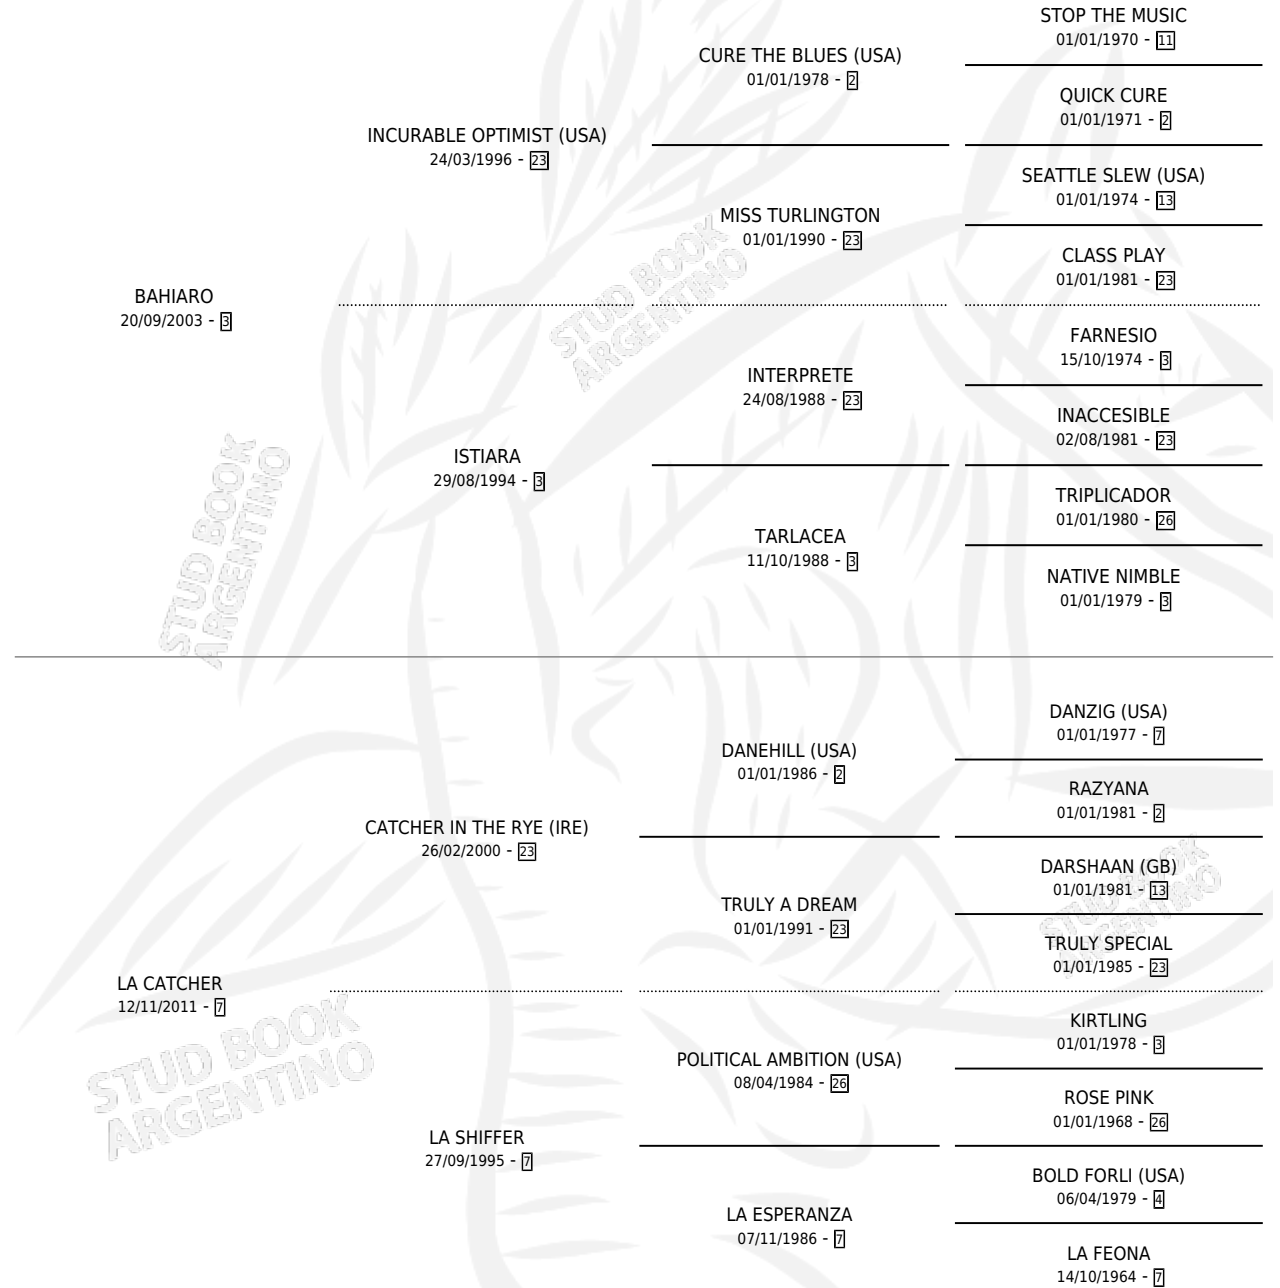 STOP THE MUSIC
01/01/1970 - 11
CURE THE BLUES (USA)
01/01/1978 - 2
QUICK CURE
01/01/1971 - 2
INCURABLE OPTIMIST (USA)
24/03/1996 - 23
SEATTLE SLEW (USA)
01/01/1974 - 13
MISS TURLINGTON
01/01/1990 - 23
CLASS PLAY
01/01/1981 - 23
BAHIARO
20/09/2003 - 3
FARNESIO
15/10/1974 - 3
INTERPRETE
24/08/1988 - 23
INACCESIBLE
02/08/1981 - 23
ISTIARA
29/08/1994 - 3
TRIPLICADOR
01/01/1980 - 26
TARLACEA
11/10/1988 - 3
NATIVE NIMBLE
01/01/1979 - 3
DANZIG (USA)
01/01/1977 - 7
DANEHILL (USA)
01/01/1986 - 2
RAZYANA
01/01/1981 - 2
CATCHER IN THE RYE (IRE)
26/02/2000 - 23
DARSHAAN (GB)
01/01/1981 - 13
TRULY A DREAM
01/01/1991 - 23
TRULY SPECIAL
01/01/1985 - 23
LA CATCHER
12/11/2011 - 7
KIRTLING
01/01/1978 - 3
POLITICAL AMBITION (USA)
08/04/1984 - 26
ROSE PINK
01/01/1968 - 26
LA SHIFFER
27/09/1995 - 7
BOLD FORLI (USA)
06/04/1979 - 4
LA ESPERANZA
07/11/1986 - 7
LA FEONA
14/10/1964 - 7
STUD BOOK
ARGENTINO
STUD BOOK
ARGENTINO
STUD BOOK
ARGENTINO
STUD BOOK
ARGENTINO